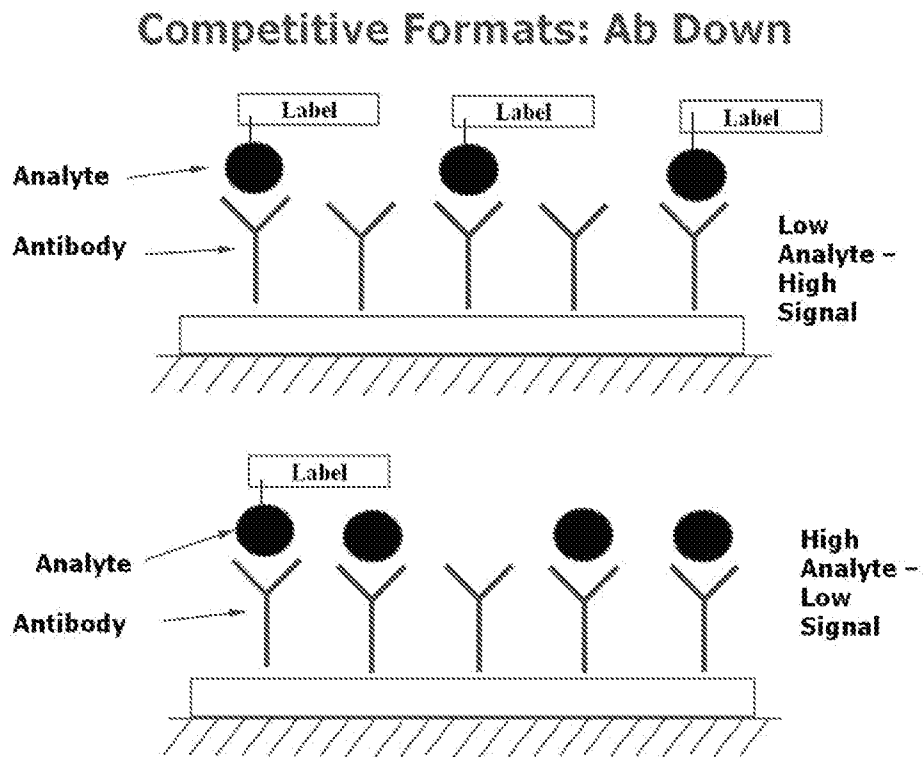 Competitive Formats: Ab Down
Label
Label
Label
Analyte
Antibody
Low
Analyte –
High
Signal
Label
Analyte
Antibody
High
Analyte –
Low
Signal